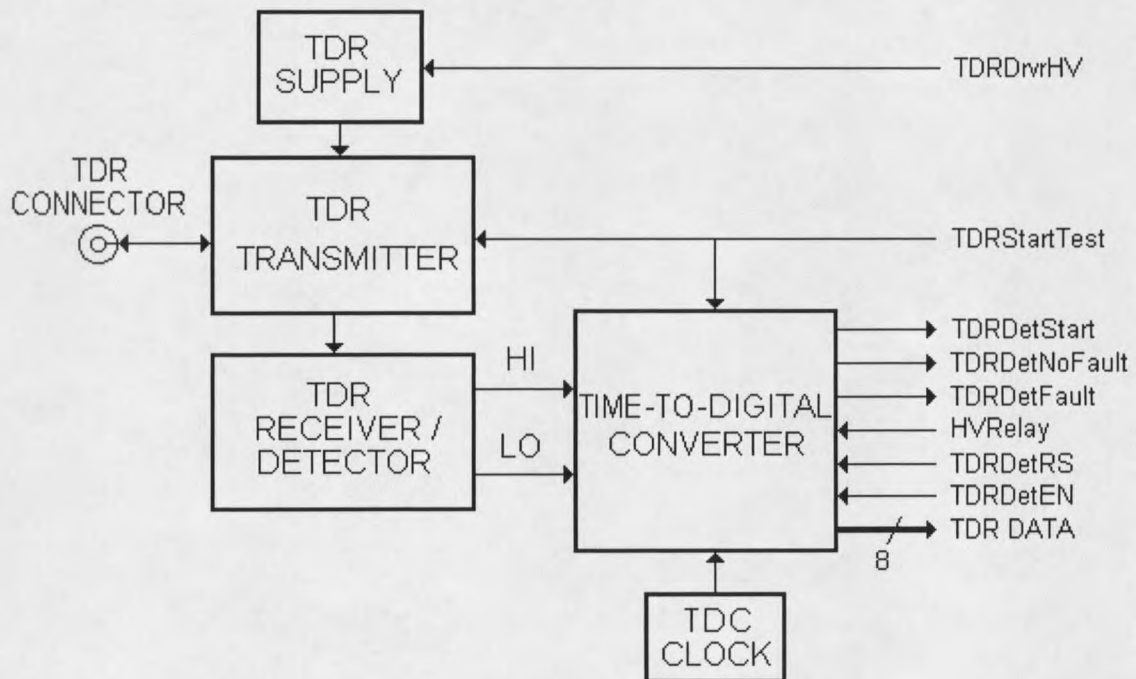 TDR
SUPPLY
TDRDrvrHV
TDR
CONNECTOR
TDR
TRANSMITTER
TDRStartTest
TDR
RECEIVER /
DETECTOR
HI
LO
TIME-TO-DIGITAL
CONVERTER
TDRDetStart
TDRDetNoFault
TDRDetFault
HVRelay
TDRDetRS
TDRDetEN
TDR DATA
8
TDC
CLOCK